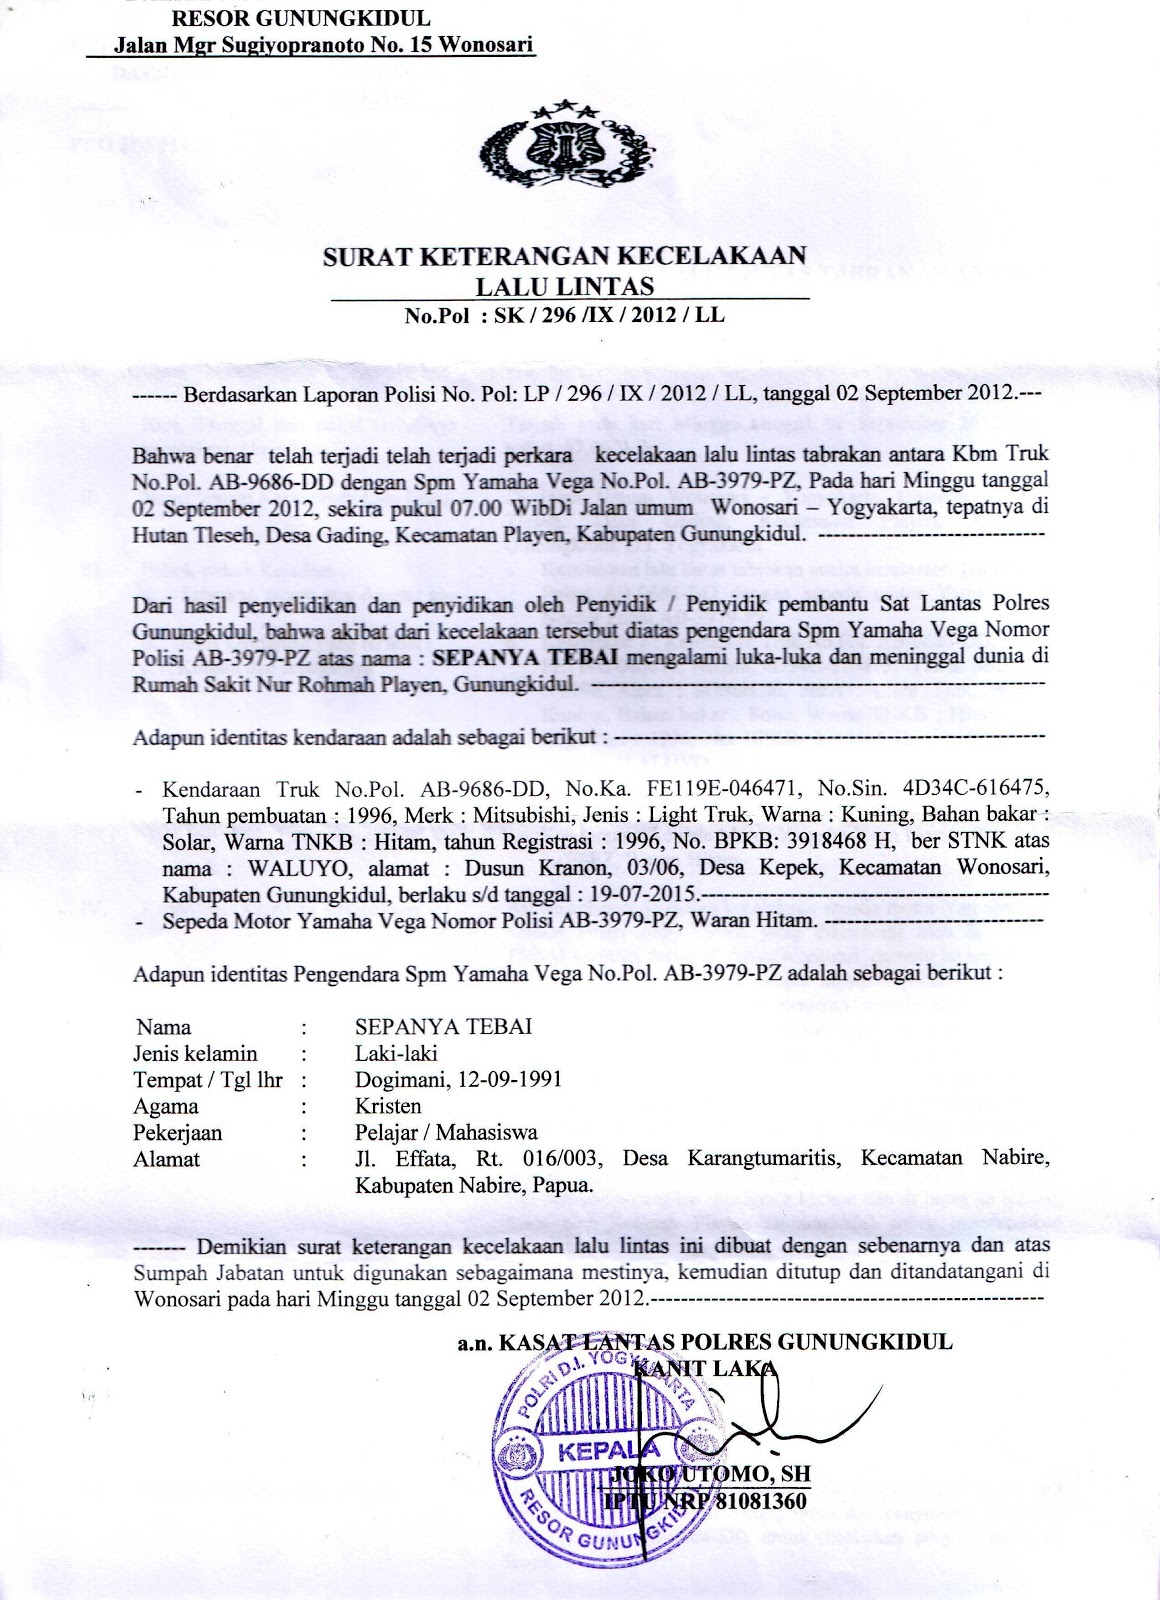 RESOR GUNUNGKIDUL
Jalan Mgr Sugiyopranoto No. 15 Wonosari
SURAT KETERANGAN KECELAKAAN
LALU LINTAS
No.Pol : SK / 296 /IX / 2012 / LL
------ Berdasarkan Laporan Polisi No. Pol: LP / 296 / IX / 2012 / LL, tanggal 02 September 2012.---
Bahwa benar telah terjadi telah terjadi perkara kecelakaan lalu lintas tabrakan antara Kbm Truk
No.Pol. AB-9686-DD dengan Spm Yamaha Vega No.Pol. AB-3979-PZ, Pada hari Minggu tanggal
02 September 2012, sekira pukul 07.00 WibDi Jalan umum Wonosari – Yogyakarta, tepatnya di
Hutan Tleseh, Desa Gading, Kecamatan Playen, Kabupaten Gunungkidul. ------------------------------
Dari hasil penyelidikan dan penyidikan oleh Penyidik / Penyidik pembantu Sat Lantas Polres
Gunungkidul, bahwa akibat dari kecelakaan tersebut diatas pengendara Spm Yamaha Vega Nomor
Polisi AB-3979-PZ atas nama : SEPANYA TEBAI mengalami luka-luka dan meninggal dunia di
Rumah Sakit Nur Rohmah Playen, Gunungkidul. ------------------------------------------------------------
Adapun identitas kendaraan adalah sebagai berikut : ---------------------------------------------------------
- Kendaraan Truk No.Pol. AB-9686-DD, No.Ka. FE119E-046471, No.Sin. 4D34C-616475,
Tahun pembuatan : 1996, Merk : Mitsubishi, Jenis : Light Truk, Warna : Kuning, Bahan bakar :
Solar, Warna TNKB : Hitam, tahun Registrasi : 1996, No. BPKB: 3918468 H, ber STNK atas
nama : WALUYO, alamat : Dusun Kranon, 03/06, Desa Kepek, Kecamatan Wonosari,
Kabupaten Gunungkidul, berlaku s/d tanggal : 19-07-2015.----------------------------------------------
- Sepeda Motor Yamaha Vega Nomor Polisi AB-3979-PZ, Waran Hitam. -----------------------------
Adapun identitas Pengendara Spm Yamaha Vega No.Pol. AB-3979-PZ adalah sebagai berikut :
Nama : SEPANYA TEBAI
Jenis kelamin : Laki-laki
Tempat / Tgl lhr : Dogimani, 12-09-1991
Agama : Kristen
Pekerjaan : Pelajar / Mahasiswa
Alamat : Jl. Effata, Rt. 016/003, Desa Karangtumaritis, Kecamatan Nabire,
Kabupaten Nabire, Papua.
------- Demikian surat keterangan kecelakaan lalu lintas ini dibuat dengan sebenarnya dan atas
Sumpah Jabatan untuk digunakan sebagaimana mestinya, kemudian ditutup dan ditandatangani di
Wonosari pada hari Minggu tanggal 02 September 2012.----------------------------------------------------
a.n. KASAT LANTAS POLRES GUNUNGKIDUL
KANIT LAKA
POLRI D.I. YOGYAKARTA
KEPALA
RESOR GUNUNGKIDUL
JOKO UTOMO, SH
IPTU NRP 81081360